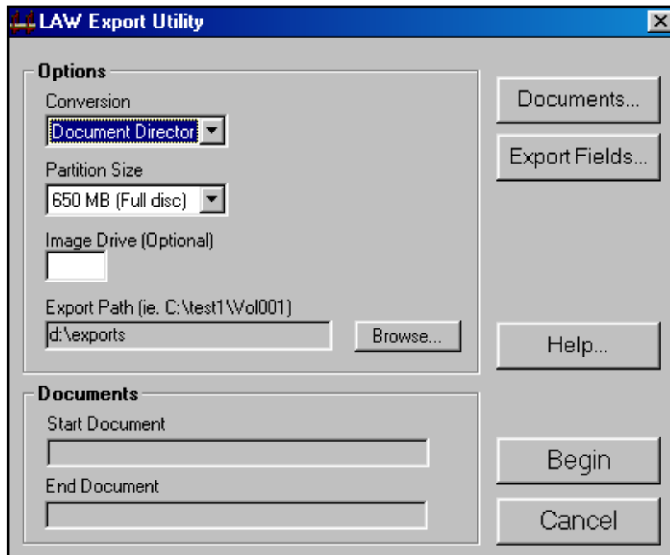 LAW Export Utility
Options
Conversion
Document Director
Partition Size
650 MB (Full disc)
Image Drive (Optional)
Export Path (ie. C:\test1\Vol001)
d:\exports
Browse...
Documents
Start Document
End Document
Documents...
Export Fields...
Help...
Begin
Cancel